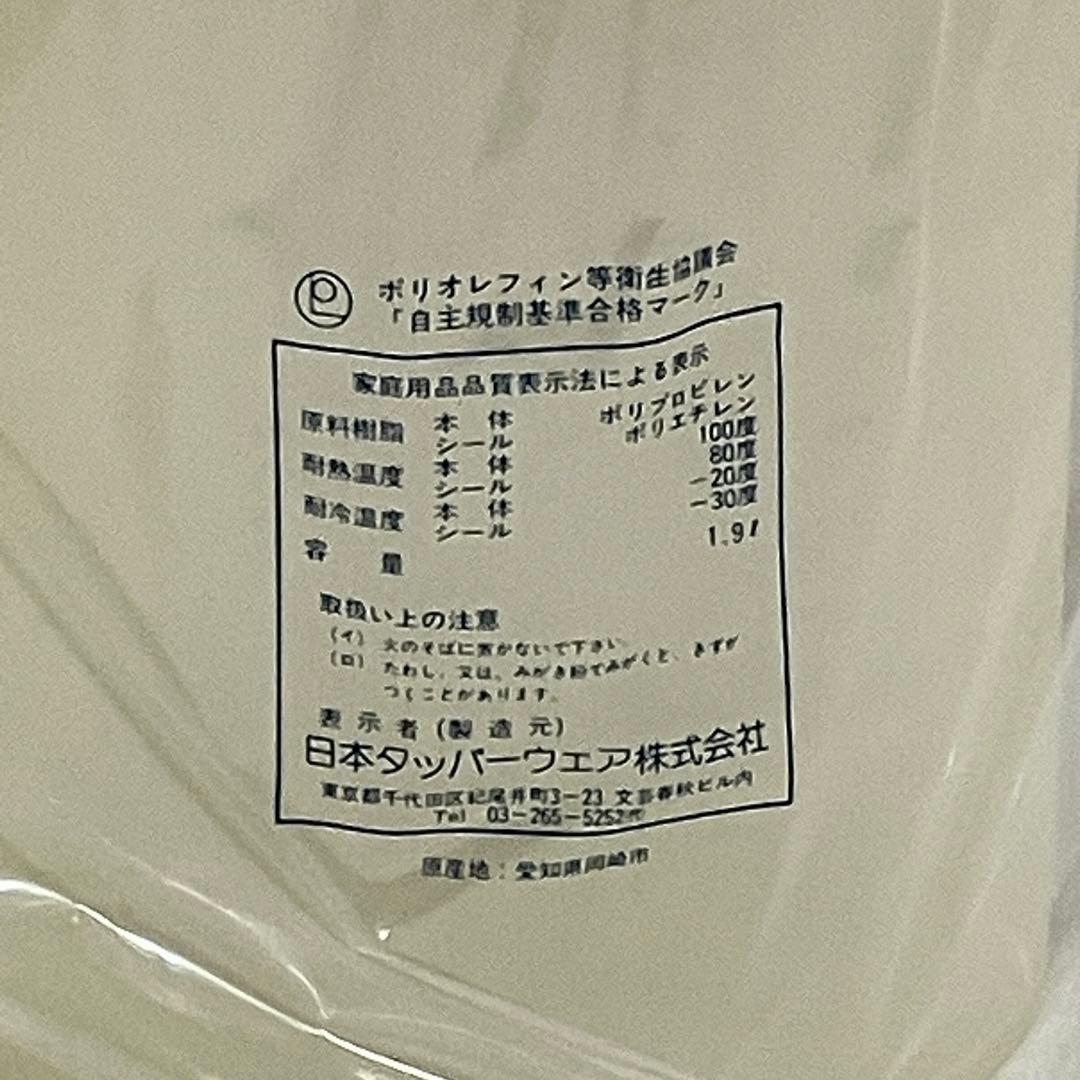 ポリオレフィン等衛生協議会
「自主規制基準合格マーク」
家庭用品品質表示法による表示
原料樹脂 本体 ポリプロピレン
シール ポリエチレン
耐熱温度 本体 100度
シール 80度
耐冷温度 本体 -20度
シール -30度
容量 1.9ℓ
取扱い上の注意
(イ) 火のそばに置かないで下さい。
(ロ) たわし、又は、みがき粉でみがくと、きずが
つくことがあります。
表示者(製造元)
日本タッパーウェア株式会社
東京都千代田区紀尾井町3-23 文芸春秋ビル内
Tel 03-265-5252代
原産地:愛知県岡崎市